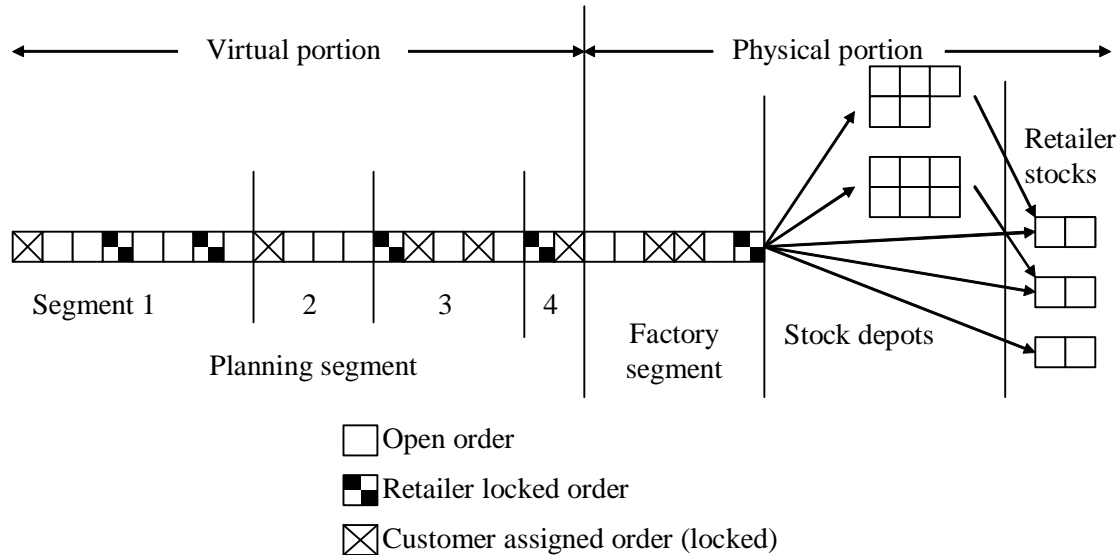 Virtual portion
Physical portion
Retailer
stocks
Segment 1
2
3
4
Planning segment
Factory
segment
Stock depots
Open order
Retailer locked order
Customer assigned order (locked)